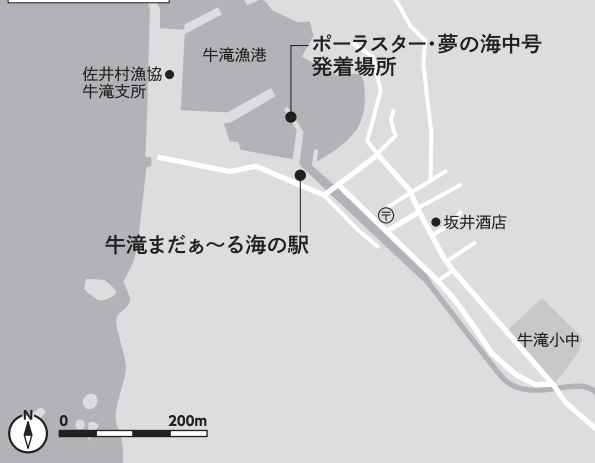 ポーラスター・夢の海中号
発着場所
牛滝漁港
佐井村漁協
牛滝支所
牛滝まだぁ〜る海の駅
〒
坂井酒店
牛滝小中
N
0 200m